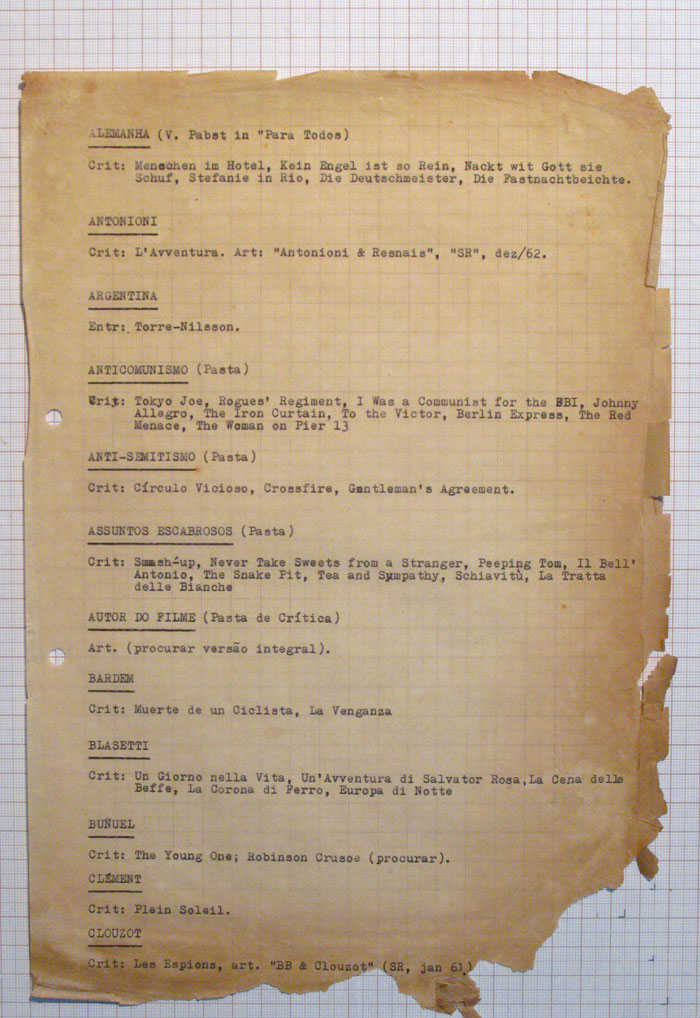 ALEMANHA (V. Pabst in "Para Todos)
Crit: Menschen im Hotel, Kein Engel ist so Rein, Nackt wit Gott sie
Schuf, Stefanie in Rio, Die Deutschmeister, Die Fastnachtbeichte.
ANTONIONI
Crit: L'Avventura. Art: "Antonioni & Resnais", "SR", dez/62.
ARGENTINA
Entr: Torre-Nilsson.
ANTICOMUNISMO (Pasta)
Crit: Tokyo Joe, Rogues' Regiment, I Was a Communist for the FBI, Johnny
Allegro, The Iron Curtain, To the Victor, Berlin Express, The Red
Menace, The Woman on Pier 13
ANTI-SEMITISMO (Pasta)
Crit: Círculo Vicioso, Crossfire, Gentleman's Agreement.
ASSUNTOS ESCABROSOS (Pasta)
Crit: Smash-up, Never Take Sweets from a Stranger, Peeping Tom, Il Bell'
Antonio, The Snake Pit, Tea and Sympathy, Schiavitù, La Tratta
delle Bianche
AUTOR DO FILME (Pasta de Crítica)
Art. (procurar versão integral).
BARDEM
Crit: Muerte de un Ciclista, La Venganza
BLASETTI
Crit: Un Giorno nella Vita, Un'Avventura di Salvator Rosa,La Cena delle
Beffe, La Corona di Ferro, Europa di Notte
BUÑUEL
Crit: The Young One; Robinson Crusoe (procurar).
CLÉMENT
Crit: Plein Soleil.
CLOUZOT
Crit: Les Espions, art. "BB & Clouzot" (SR, jan 61)